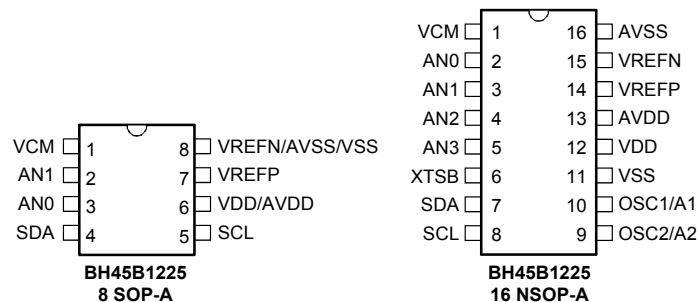 VCM 1 8 VREFN/AVSS/VSS
AN1 2 7 VREFP
AN0 3 6 VDD/AVDD
SDA 4 5 SCL
BH45B1225
8 SOP-A
VCM 1 16 AVSS
AN0 2 15 VREFN
AN1 3 14 VREFP
AN2 4 13 AVDD
AN3 5 12 VDD
XTSB 6 11 VSS
SDA 7 10 OSC1/A1
SCL 8 9 OSC2/A2
BH45B1225
16 NSOP-A